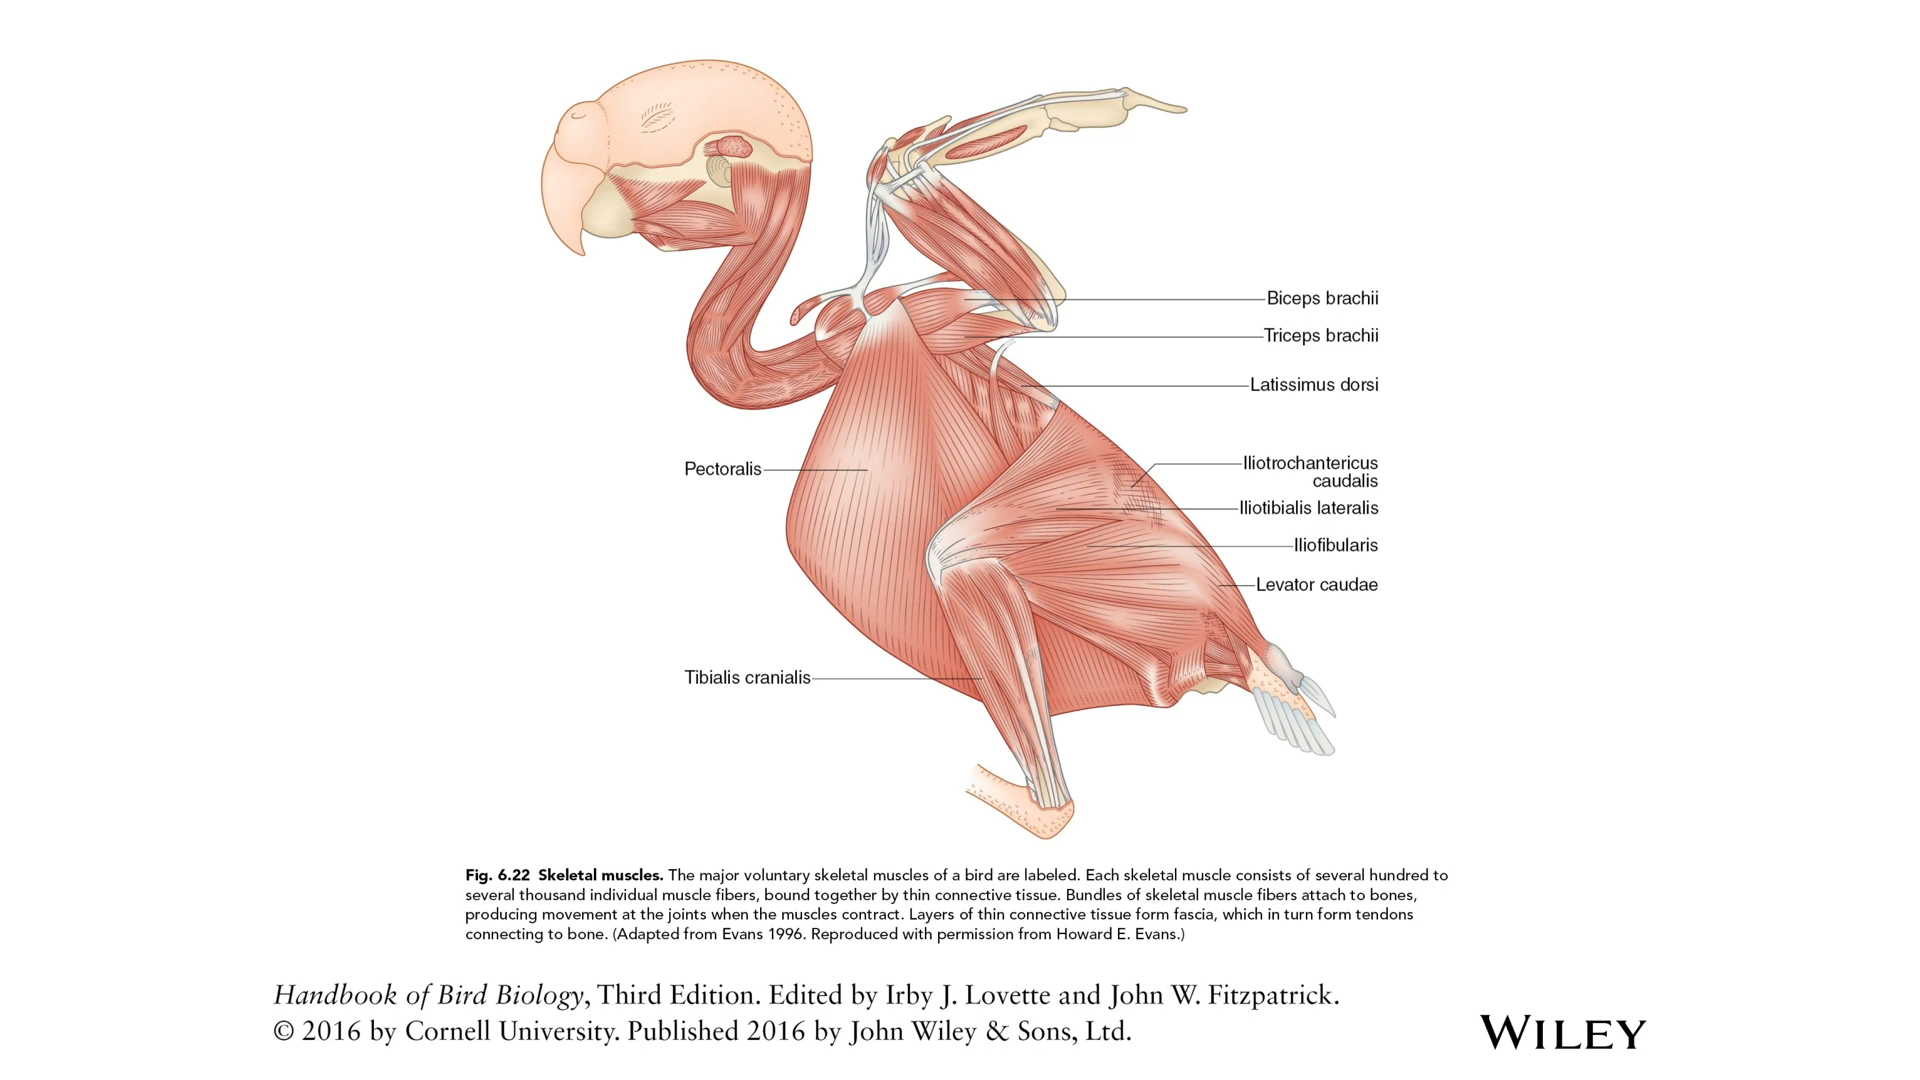 Biceps brachii
Triceps brachii
Latissimus dorsi
Pectoralis
Iliotrochantericus
caudalis
Iliotibialis lateralis
Iliofibularis
Levator caudae
Tibialis cranialis
Fig. 6.22 Skeletal muscles. The major voluntary skeletal muscles of a bird are labeled. Each skeletal muscle consists of several hundred to
several thousand individual muscle fibers, bound together by thin connective tissue. Bundles of skeletal muscle fibers attach to bones,
producing movement at the joints when the muscles contract. Layers of thin connective tissue form fascia, which in turn form tendons
connecting to bone. (Adapted from Evans 1996. Reproduced with permission from Howard E. Evans.)
Handbook of Bird Biology, Third Edition. Edited by Irby J. Lovette and John W. Fitzpatrick.
© 2016 by Cornell University. Published 2016 by John Wiley & Sons, Ltd.
WILEY